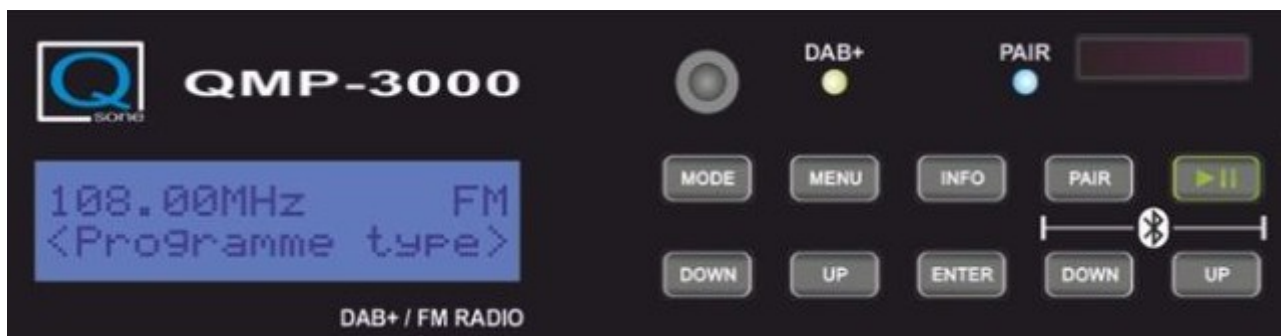 Qsone
QMP-3000
DAB+
PAIR
108.00MHz FM
<Programme type>
DAB+ / FM RADIO
MODE MENU INFO PAIR
DOWN UP ENTER DOWN UP